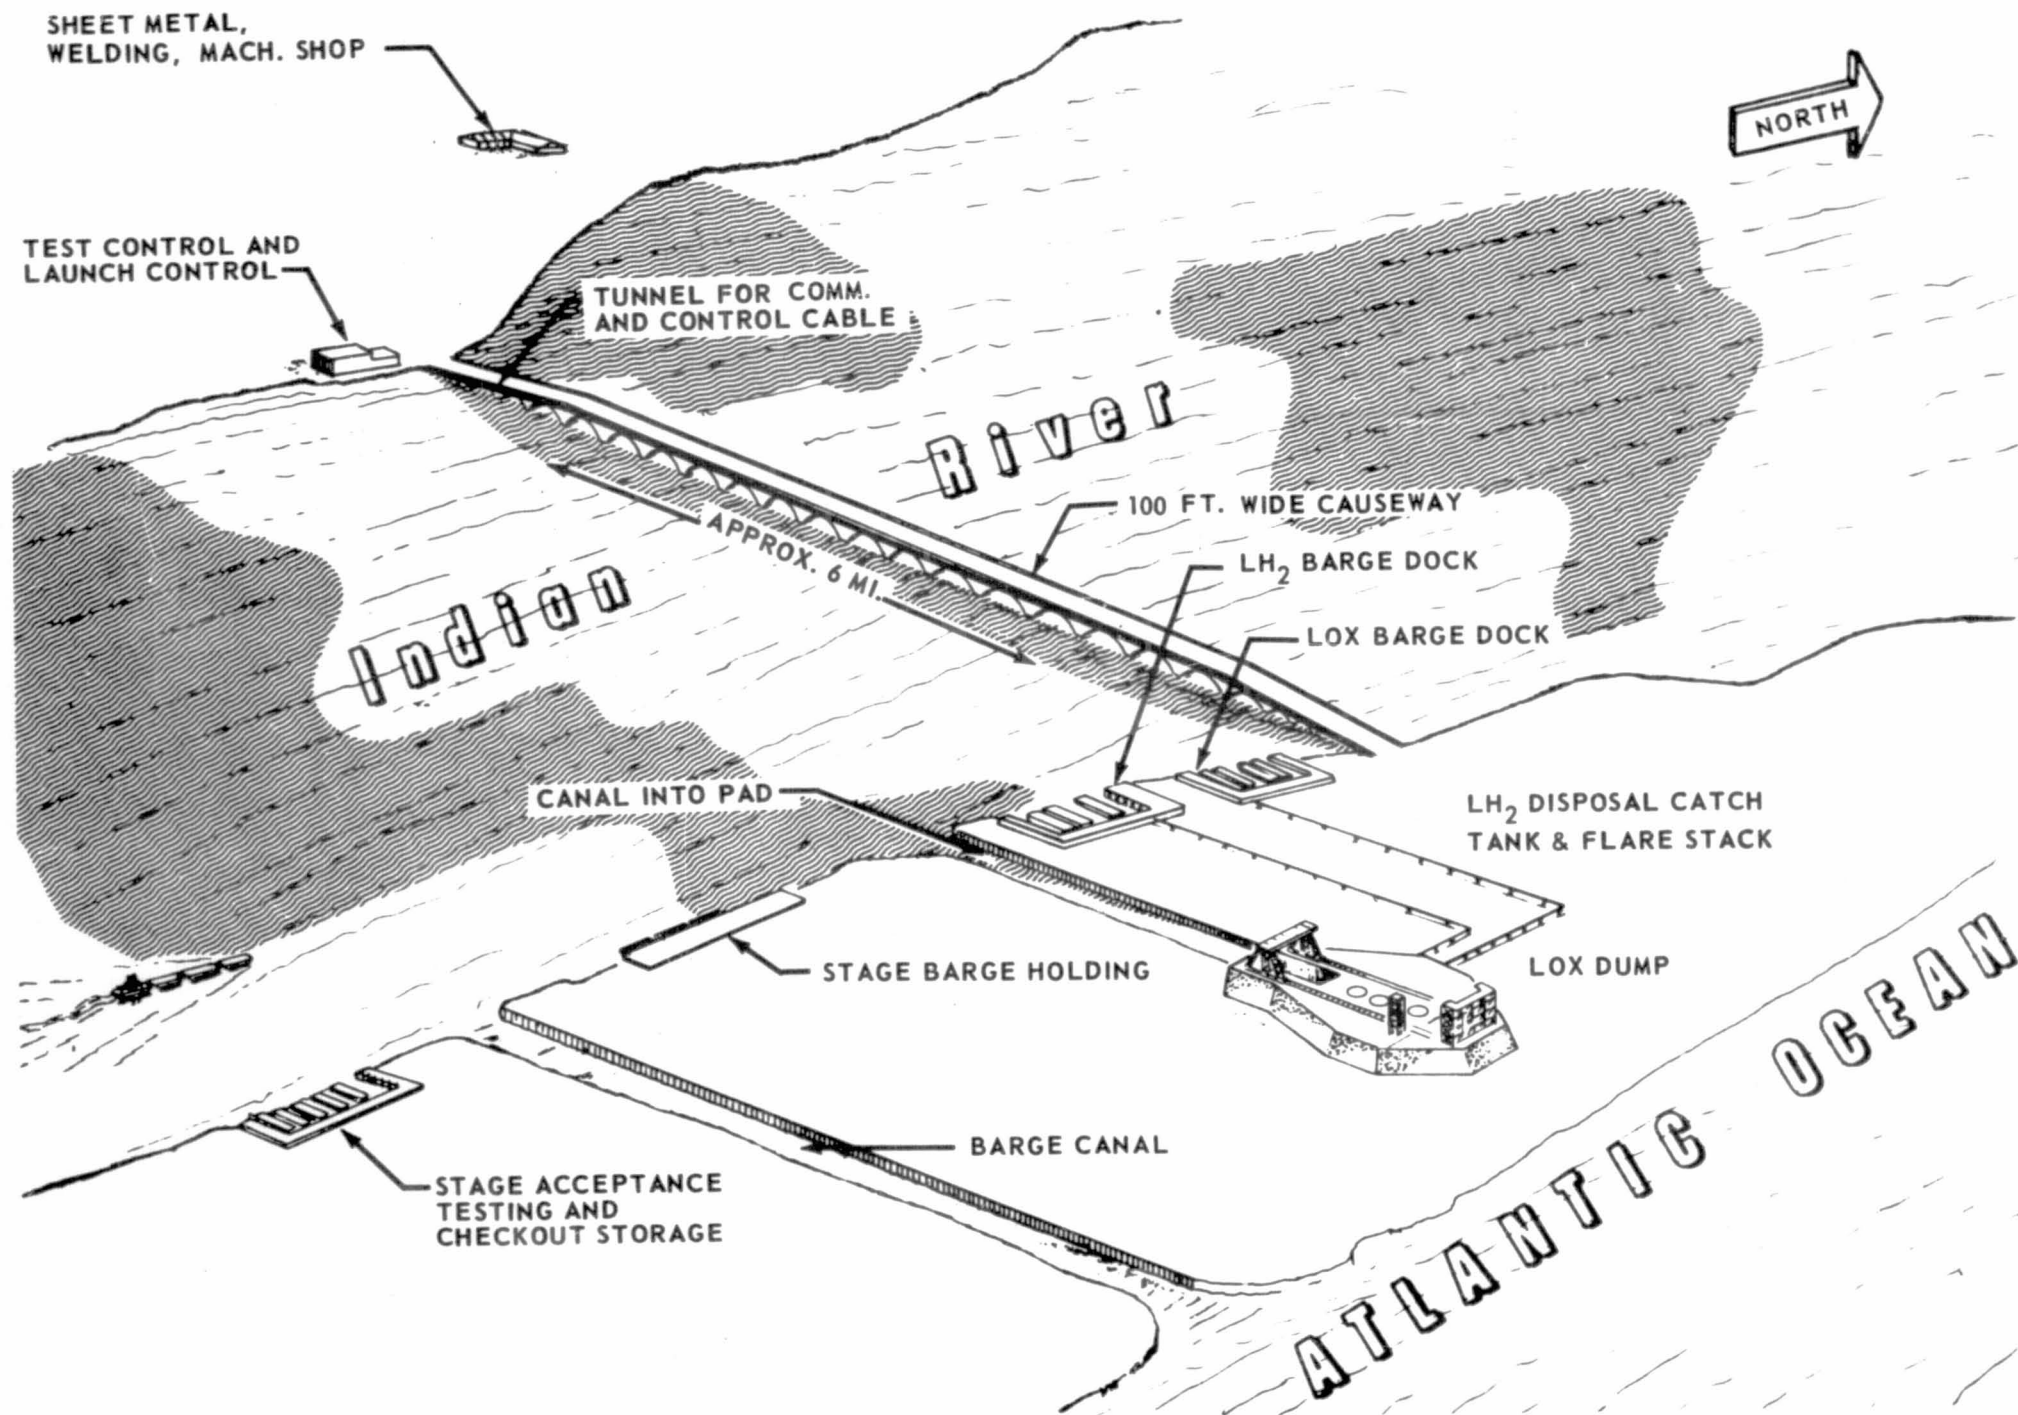 SHEET METAL,
WELDING, MACH. SHOP
NORTH
TEST CONTROL AND
LAUNCH CONTROL
TUNNEL FOR COMM.
AND CONTROL CABLE
Indian River
100 FT. WIDE CAUSEWAY
APPROX. 6 MI.
LH₂ BARGE DOCK
LOX BARGE DOCK
CANAL INTO PAD
LH₂ DISPOSAL CATCH
TANK & FLARE STACK
STAGE BARGE HOLDING
LOX DUMP
BARGE CANAL
STAGE ACCEPTANCE
TESTING AND
CHECKOUT STORAGE
ATLANTIC OCEAN